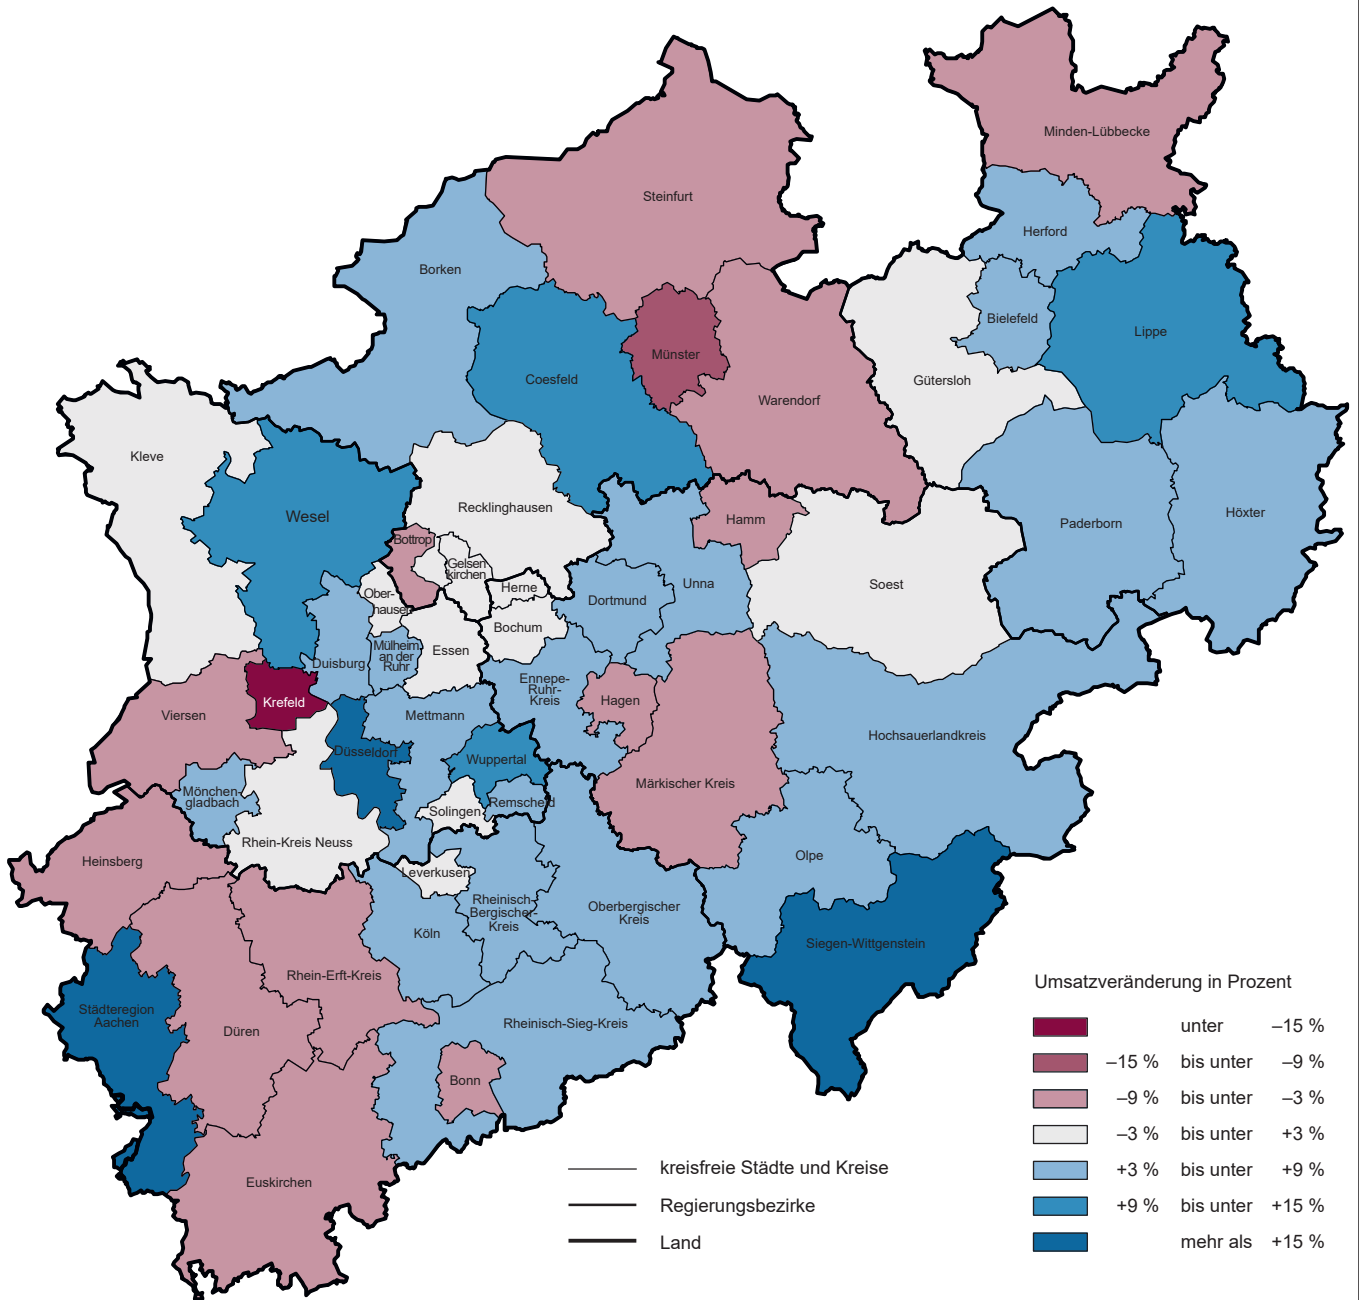 Minden-Lübbecke
Steinfurt
Herford
Borken
Bielefeld
Lippe
Münster
Coesfeld
Gütersloh
Warendorf
Kleve
Recklinghausen
Wesel
Höxter
Hamm
Paderborn
Bottrop
Gelsen
kirchen
Unna
Soest
Herne
Ober-
hausen
Dortmund
Bochum
Mülheim
an der
Ruhr
Essen
Duisburg
Ennepe-
Ruhr-
Kreis
Krefeld
Hagen
Viersen
Mettmann
Hochsauerlandkreis
Düsseldorf
Wuppertal
Märkischer Kreis
Mönchen-
gladbach
Remscheid
Solingen
Rhein-Kreis Neuss
Olpe
Heinsberg
Leverkusen
Rheinisch-
Bergischer-
Kreis
Oberbergischer
Kreis
Köln
Siegen-Wittgenstein
Rhein-Erft-Kreis
Städteregion
Aachen
Düren
Rheinisch-Sieg-Kreis
Bonn
Euskirchen
kreisfreie Städte und Kreise
Regierungsbezirke
Land
Umsatzveränderung in Prozent
unter –15 %
–15 % bis unter –9 %
–9 % bis unter –3 %
–3 % bis unter +3 %
+3 % bis unter +9 %
+9 % bis unter +15 %
mehr als +15 %